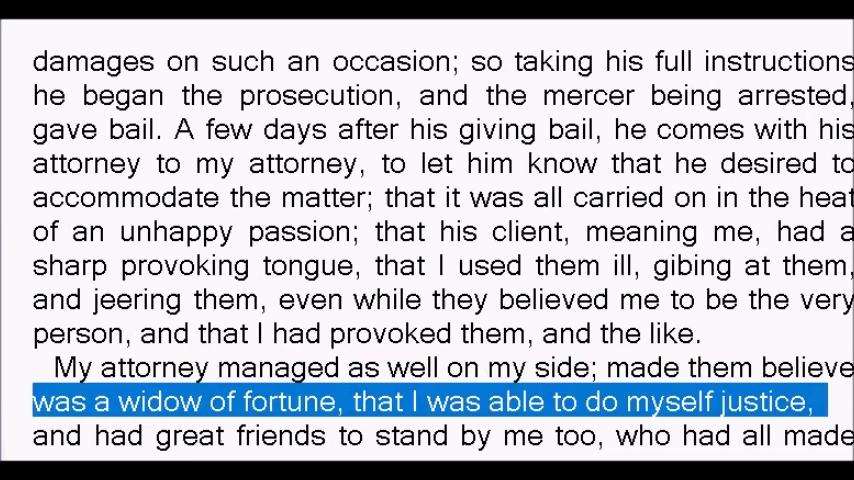 damages on such an occasion; so taking his full instructions
he began the prosecution, and the mercer being arrested,
gave bail. A few days after his giving bail, he comes with his
attorney to my attorney, to let him know that he desired to
accommodate the matter; that it was all carried on in the heat
of an unhappy passion; that his client, meaning me, had a
sharp provoking tongue, that I used them ill, gibing at them,
and jeering them, even while they believed me to be the very
person, and that I had provoked them, and the like.
My attorney managed as well on my side; made them believe
was a widow of fortune, that I was able to do myself justice,
and had great friends to stand by me too, who had all made